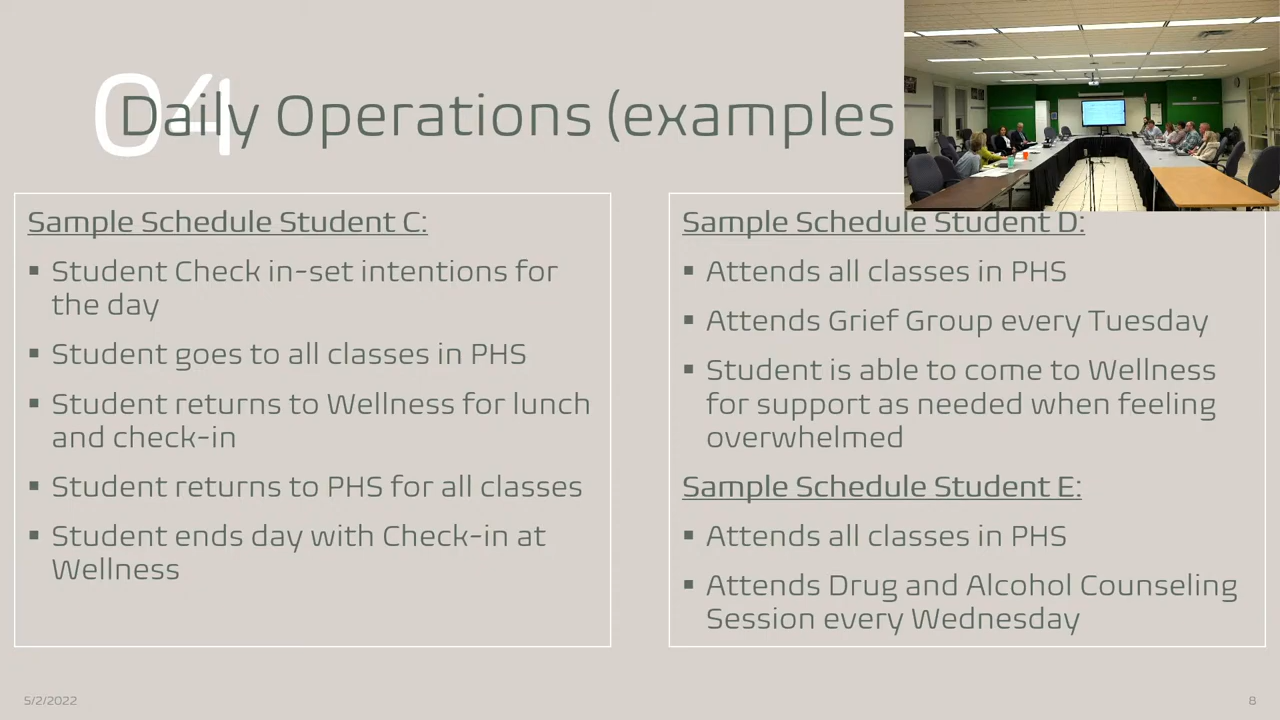 04
Daily Operations (examples
Sample Schedule Student C:
▪ Student Check in-set intentions for
the day
▪ Student goes to all classes in PHS
▪ Student returns to Wellness for lunch
and check-in
▪ Student returns to PHS for all classes
▪ Student ends day with Check-in at
Wellness
Sample Schedule Student D:
▪ Attends all classes in PHS
▪ Attends Grief Group every Tuesday
▪ Student is able to come to Wellness
for support as needed when feeling
overwhelmed
Sample Schedule Student E:
▪ Attends all classes in PHS
▪ Attends Drug and Alcohol Counseling
Session every Wednesday
5/2/2022
8